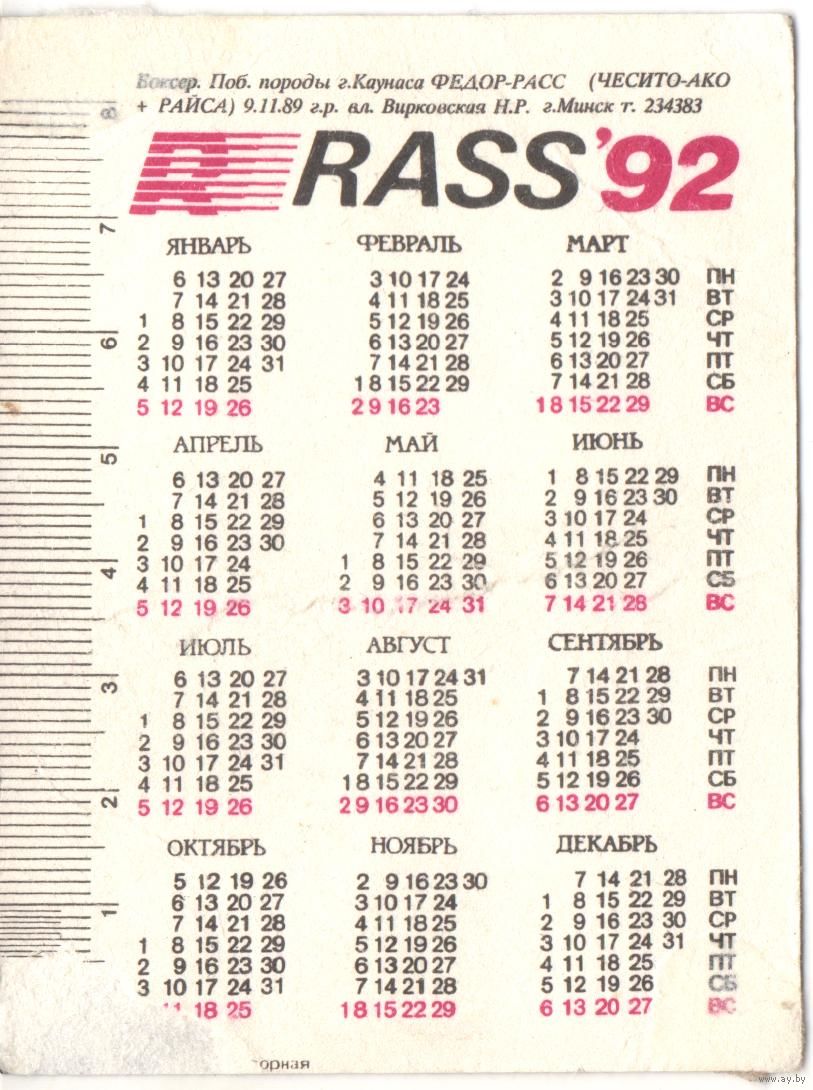 Боксер. Поб. породы г.Каунаса ФЕДОР-РАСС (ЧЕСИТО-АКО
+ РАЙСА) 9.11.89 г.р. вл. Вирковская Н.Р. г.Минск т. 234383
R RASS '92
ЯНВАРЬ ФЕВРАЛЬ МАРТ
6 13 20 27 3 10 17 24 2 9 16 23 30 ПН
7 14 21 28 4 11 18 25 3 10 17 24 31 ВТ
1 8 15 22 29 5 12 19 26 4 11 18 25 СР
2 9 16 23 30 6 13 20 27 5 12 19 26 ЧТ
3 10 17 24 31 7 14 21 28 6 13 20 27 ПТ
4 11 18 25 1 8 15 22 29 7 14 21 28 СБ
5 12 19 26 2 9 16 23 1 8 15 22 29 ВС
АПРЕЛЬ МАЙ ИЮНЬ
6 13 20 27 4 11 18 25 1 8 15 22 29 ПН
7 14 21 28 5 12 19 26 2 9 16 23 30 ВТ
1 8 15 22 29 6 13 20 27 3 10 17 24 СР
2 9 16 23 30 7 14 21 28 4 11 18 25 ЧТ
3 10 17 24 1 8 15 22 29 5 12 19 26 ПТ
4 11 18 25 2 9 16 23 30 6 13 20 27 СБ
5 12 19 26 3 10 17 24 31 7 14 21 28 ВС
ИЮЛЬ АВГУСТ СЕНТЯБРЬ
6 13 20 27 3 10 17 24 31 7 14 21 28 ПН
7 14 21 28 4 11 18 25 1 8 15 22 29 ВТ
1 8 15 22 29 5 12 19 26 2 9 16 23 30 СР
2 9 16 23 30 6 13 20 27 3 10 17 24 ЧТ
3 10 17 24 31 7 14 21 28 4 11 18 25 ПТ
4 11 18 25 1 8 15 22 29 5 12 19 26 СБ
5 12 19 26 2 9 16 23 30 6 13 20 27 ВС
ОКТЯБРЬ НОЯБРЬ ДЕКАБРЬ
5 12 19 26 2 9 16 23 30 7 14 21 28 ПН
6 13 20 27 3 10 17 24 1 8 15 22 29 ВТ
7 14 21 28 4 11 18 25 2 9 16 23 30 СР
1 8 15 22 29 5 12 19 26 3 10 17 24 31 ЧТ
2 9 16 23 30 6 13 20 27 4 11 18 25 ПТ
3 10 17 24 31 7 14 21 28 5 12 19 26 СБ
11 18 25 1 8 15 22 29 6 13 20 27 ВС
орная
8
7
6
5
4
3
2
1
www.ay.by